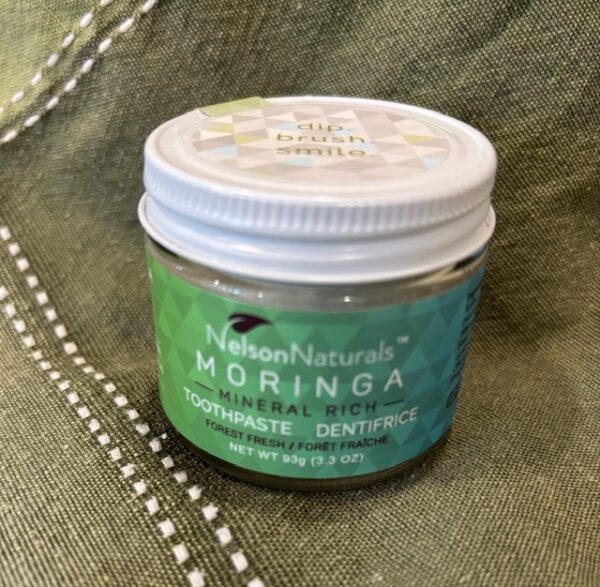 dip.
brush.
smile.
NelsonNaturals™
MORINGA
MINERAL RICH
TOOTHPASTE DENTIFRICE
FOREST FRESH / FORÊT FRAÎCHE
NET WT 93g (3.3 OZ)